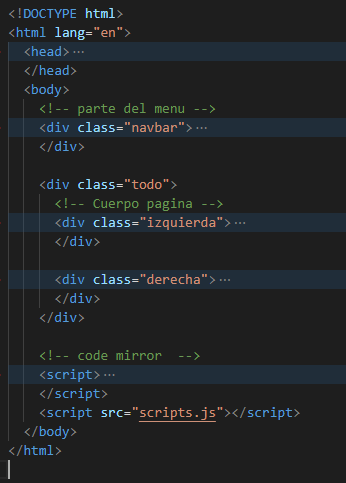 <!DOCTYPE html>
<html lang="en">
<head>···
</head>
<body>
<!-- parte del menu -->
<div class="navbar">···
</div>
<div class="todo">
<!-- Cuerpo pagina -->
<div class="izquierda">···
</div>
<div class="derecha">···
</div>
</div>
<!-- code mirror  -->
<script>···
</script>
<script src="scripts.js"></script>
</body>
</html>